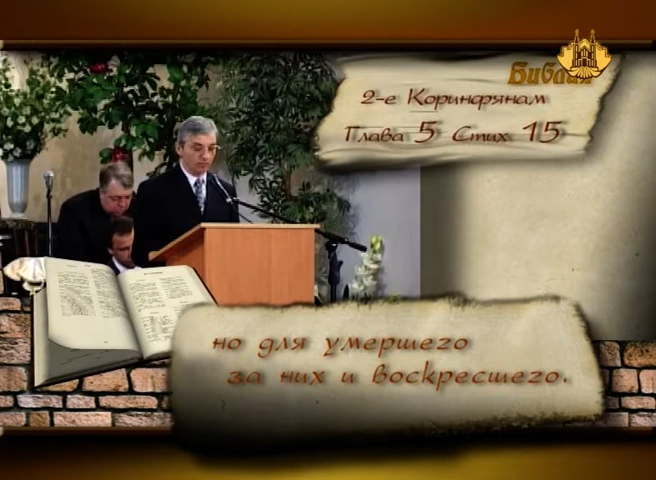 Библия
2-е Коринфянам
Глава 5 Стих 15
но для умершего
за них и воскресшего.